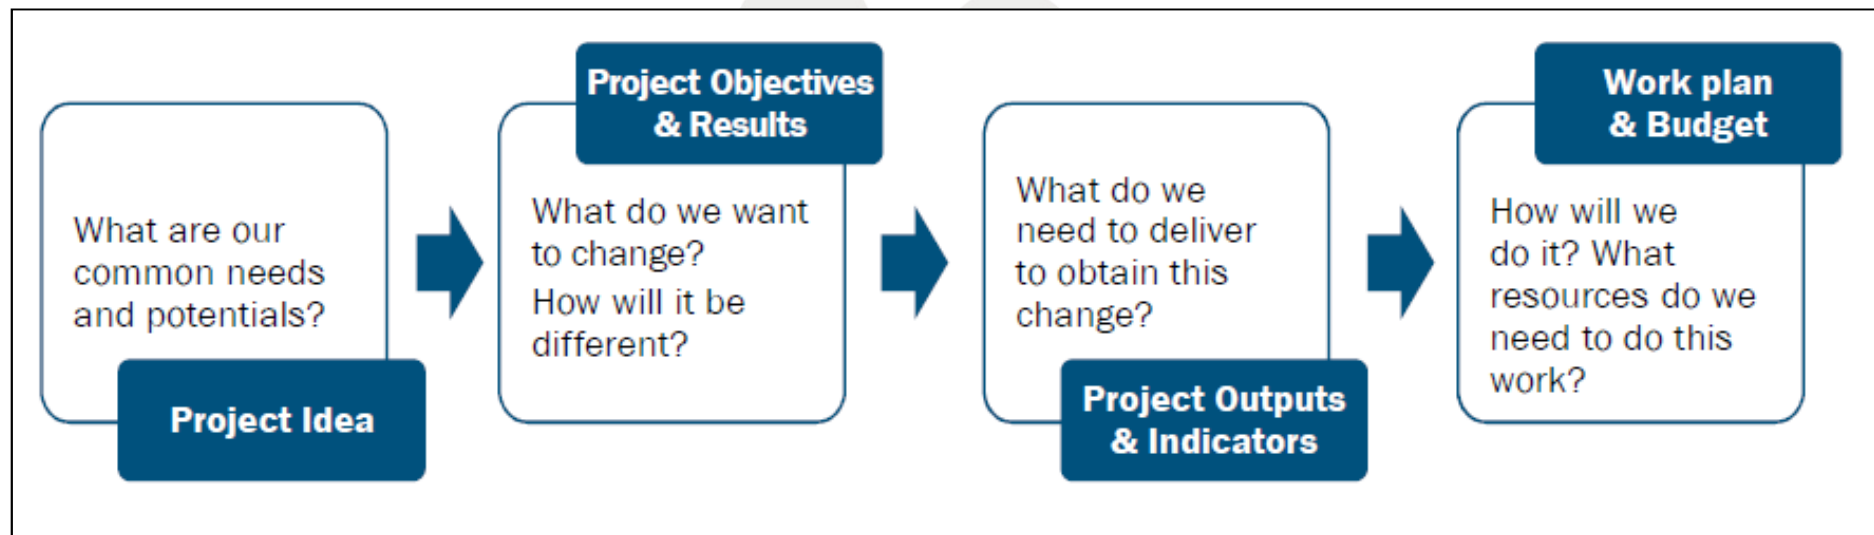 What are our
common needs
and potentials?
Project Idea
Project Objectives
& Results
What do we want
to change?
How will it be
different?
What do we
need to deliver
to obtain this
change?
Project Outputs
& Indicators
Work plan
& Budget
How will we
do it? What
resources do we
need to do this
work?